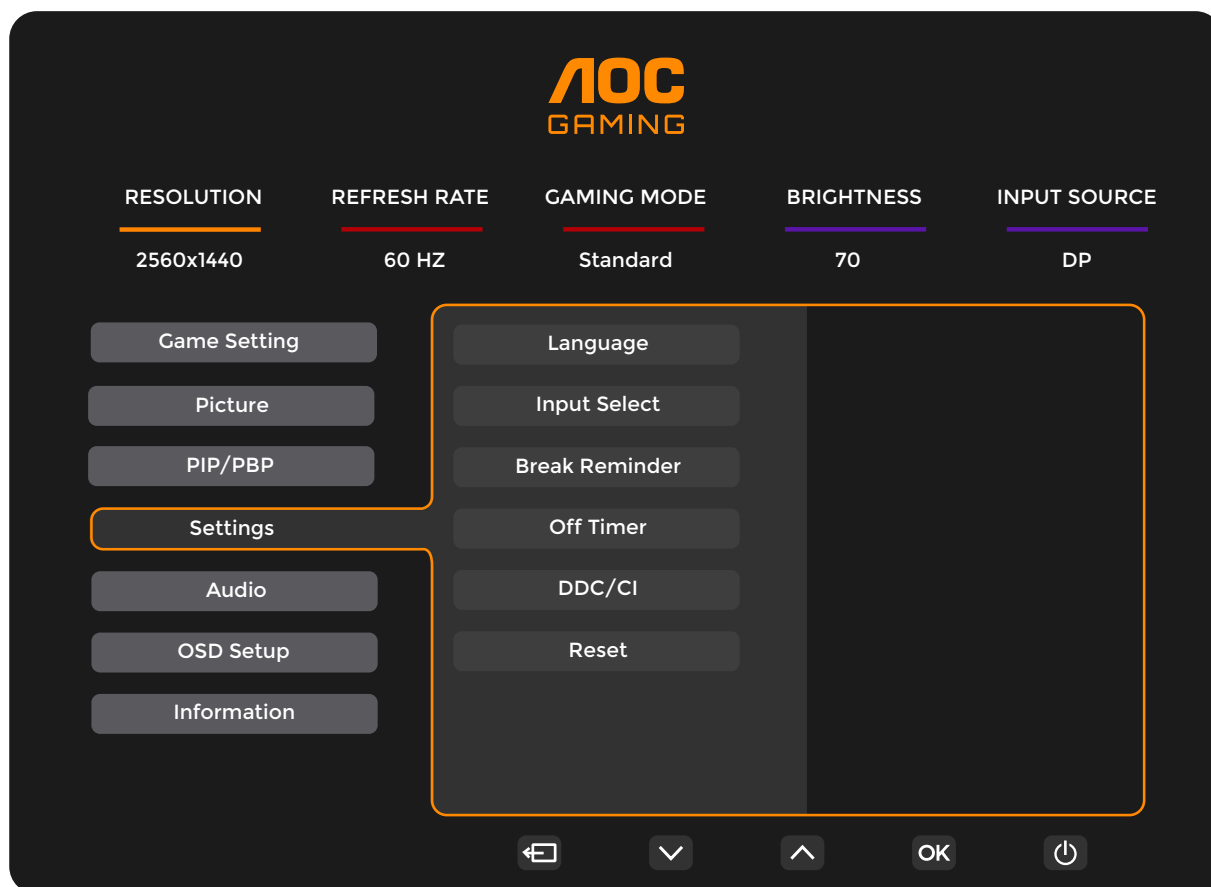 AOC
GAMING
RESOLUTION REFRESH RATE GAMING MODE BRIGHTNESS INPUT SOURCE
2560x1440 60 HZ Standard 70 DP
Game Setting Language
Picture Input Select
PIP/PBP Break Reminder
Settings Off Timer
Audio DDC/CI
OSD Setup Reset
Information
OK